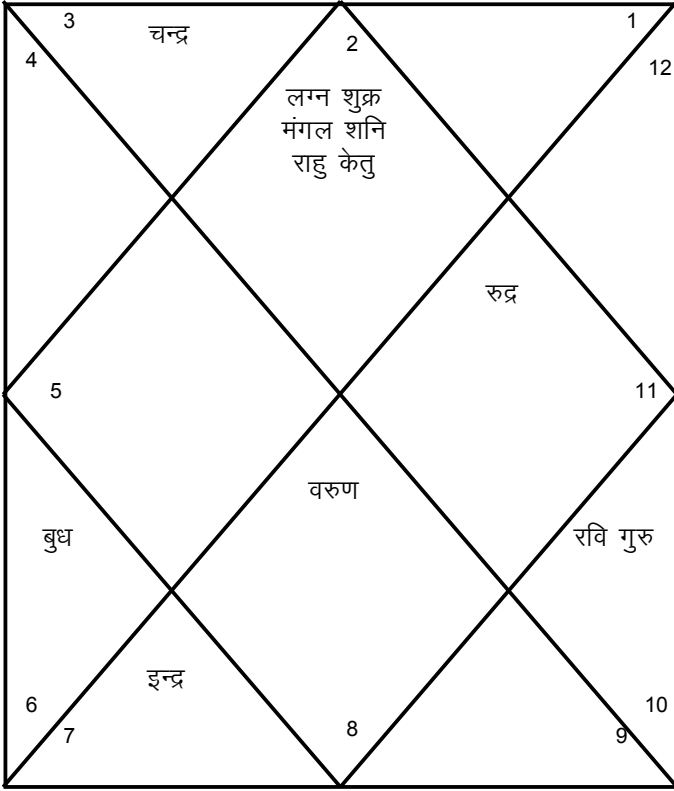 3
चन्द्र
2
1
4
12
लग्न शुक्र
मंगल शनि
राहु केतु
रुद्र
5
11
वरुण
बुध
रवि गुरु
इन्द्र
6
10
7
8
9